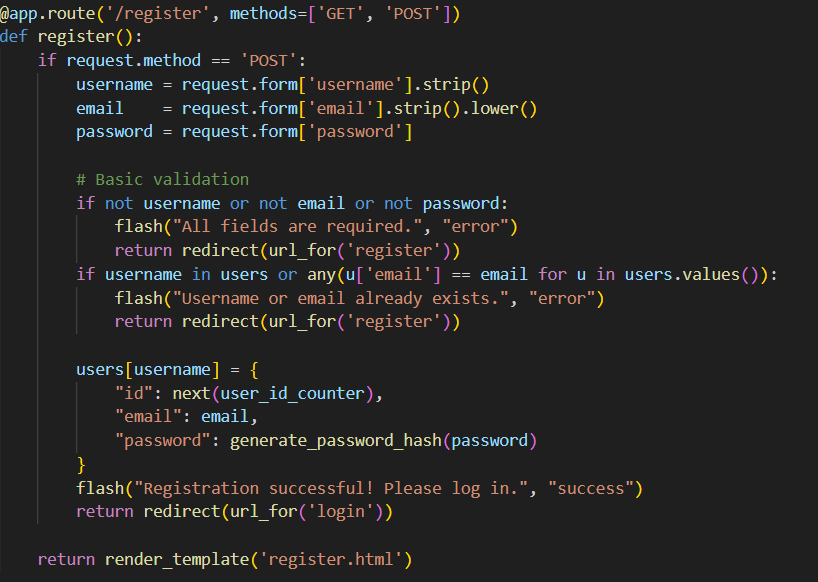 @app.route('/register', methods=['GET', 'POST'])
def register():
    if request.method == 'POST':
        username = request.form['username'].strip()
        email    = request.form['email'].strip().lower()
        password = request.form['password']

        # Basic validation
        if not username or not email or not password:
            flash("All fields are required.", "error")
            return redirect(url_for('register'))
        if username in users or any(u['email'] == email for u in users.values()):
            flash("Username or email already exists.", "error")
            return redirect(url_for('register'))

        users[username] = {
            "id": next(user_id_counter),
            "email": email,
            "password": generate_password_hash(password)
        }
        flash("Registration successful! Please log in.", "success")
        return redirect(url_for('login'))

    return render_template('register.html')